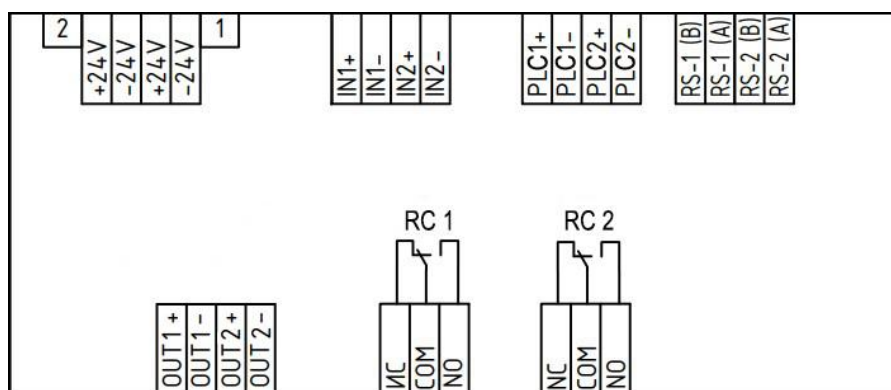 2
+24V
-24V
+24V
-24V
1
IN1+
IN1-
IN2+
IN2-
PLC1+
PLC1-
PLC2+
PLC2-
RS-1 (B)
RS-1 (A)
RS-2 (B)
RS-2 (A)
RC 1
RC 2
OUT1+
OUT1-
OUT2+
OUT2-
NC
COM
NO
NC
COM
NO